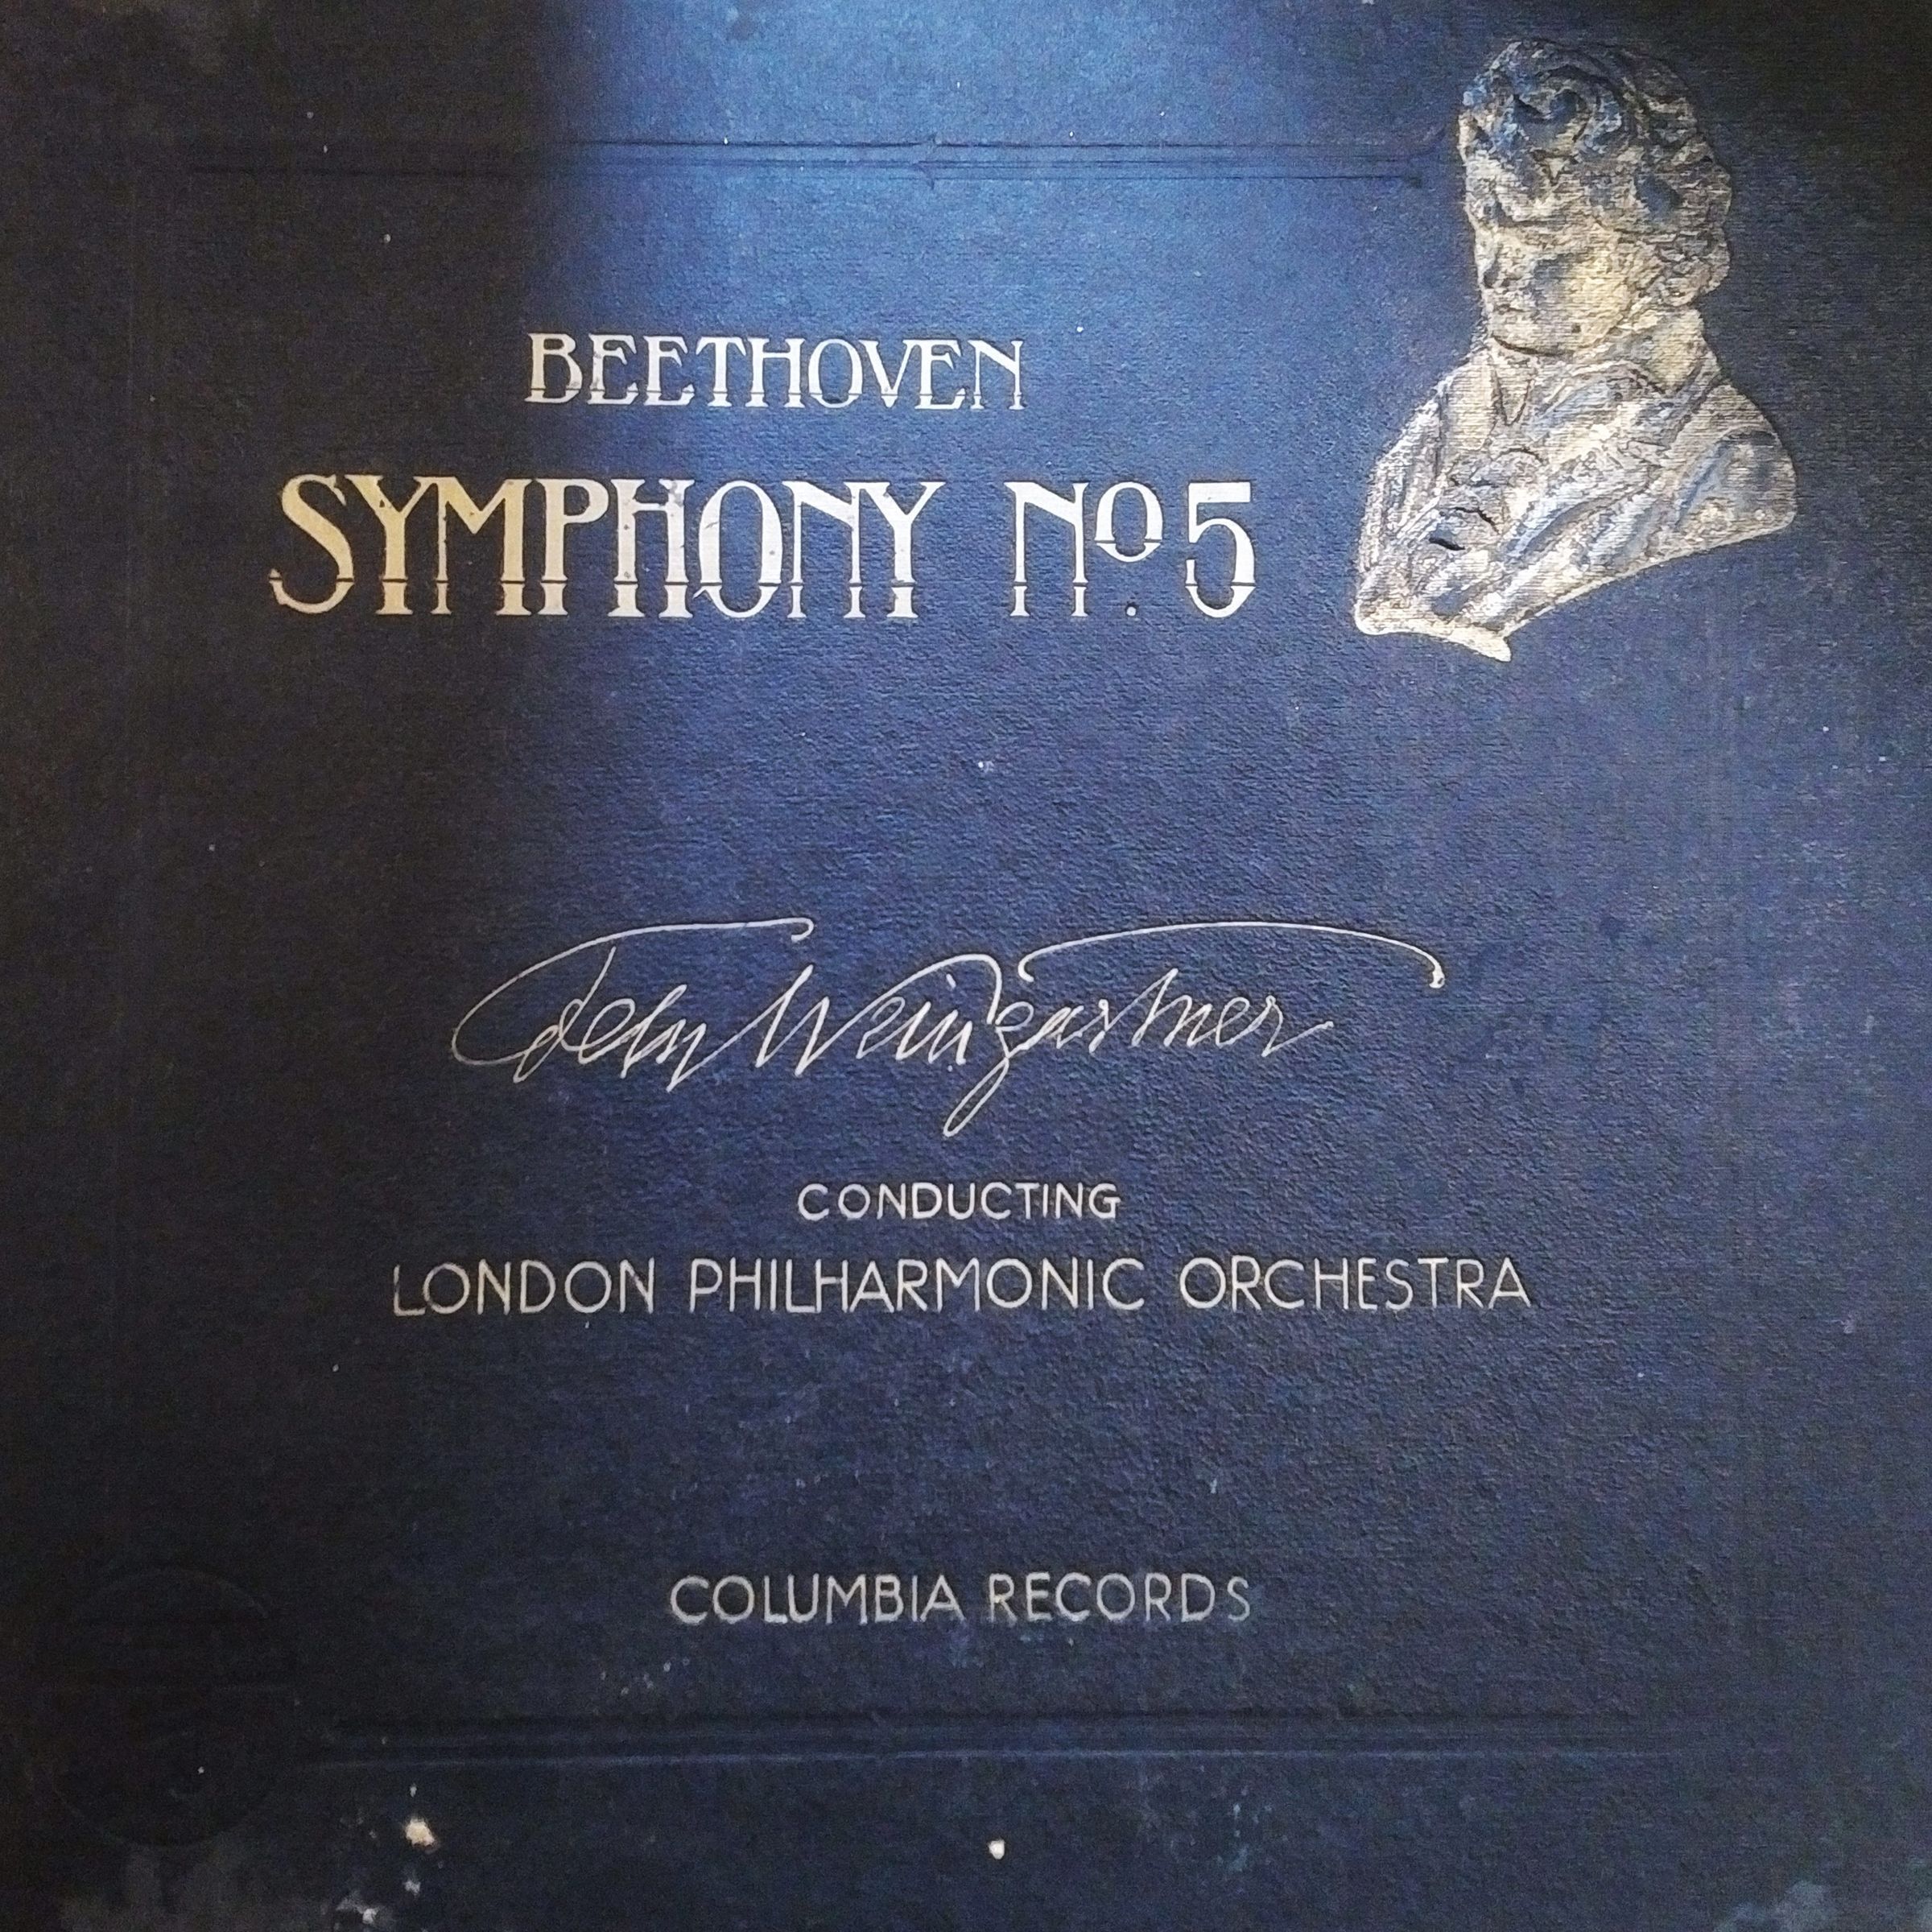 BEETHOVEN
SYMPHONY Nº. 5
Felix Weingartner
CONDUCTING
LONDON PHILHARMONIC ORCHESTRA
COLUMBIA RECORDS